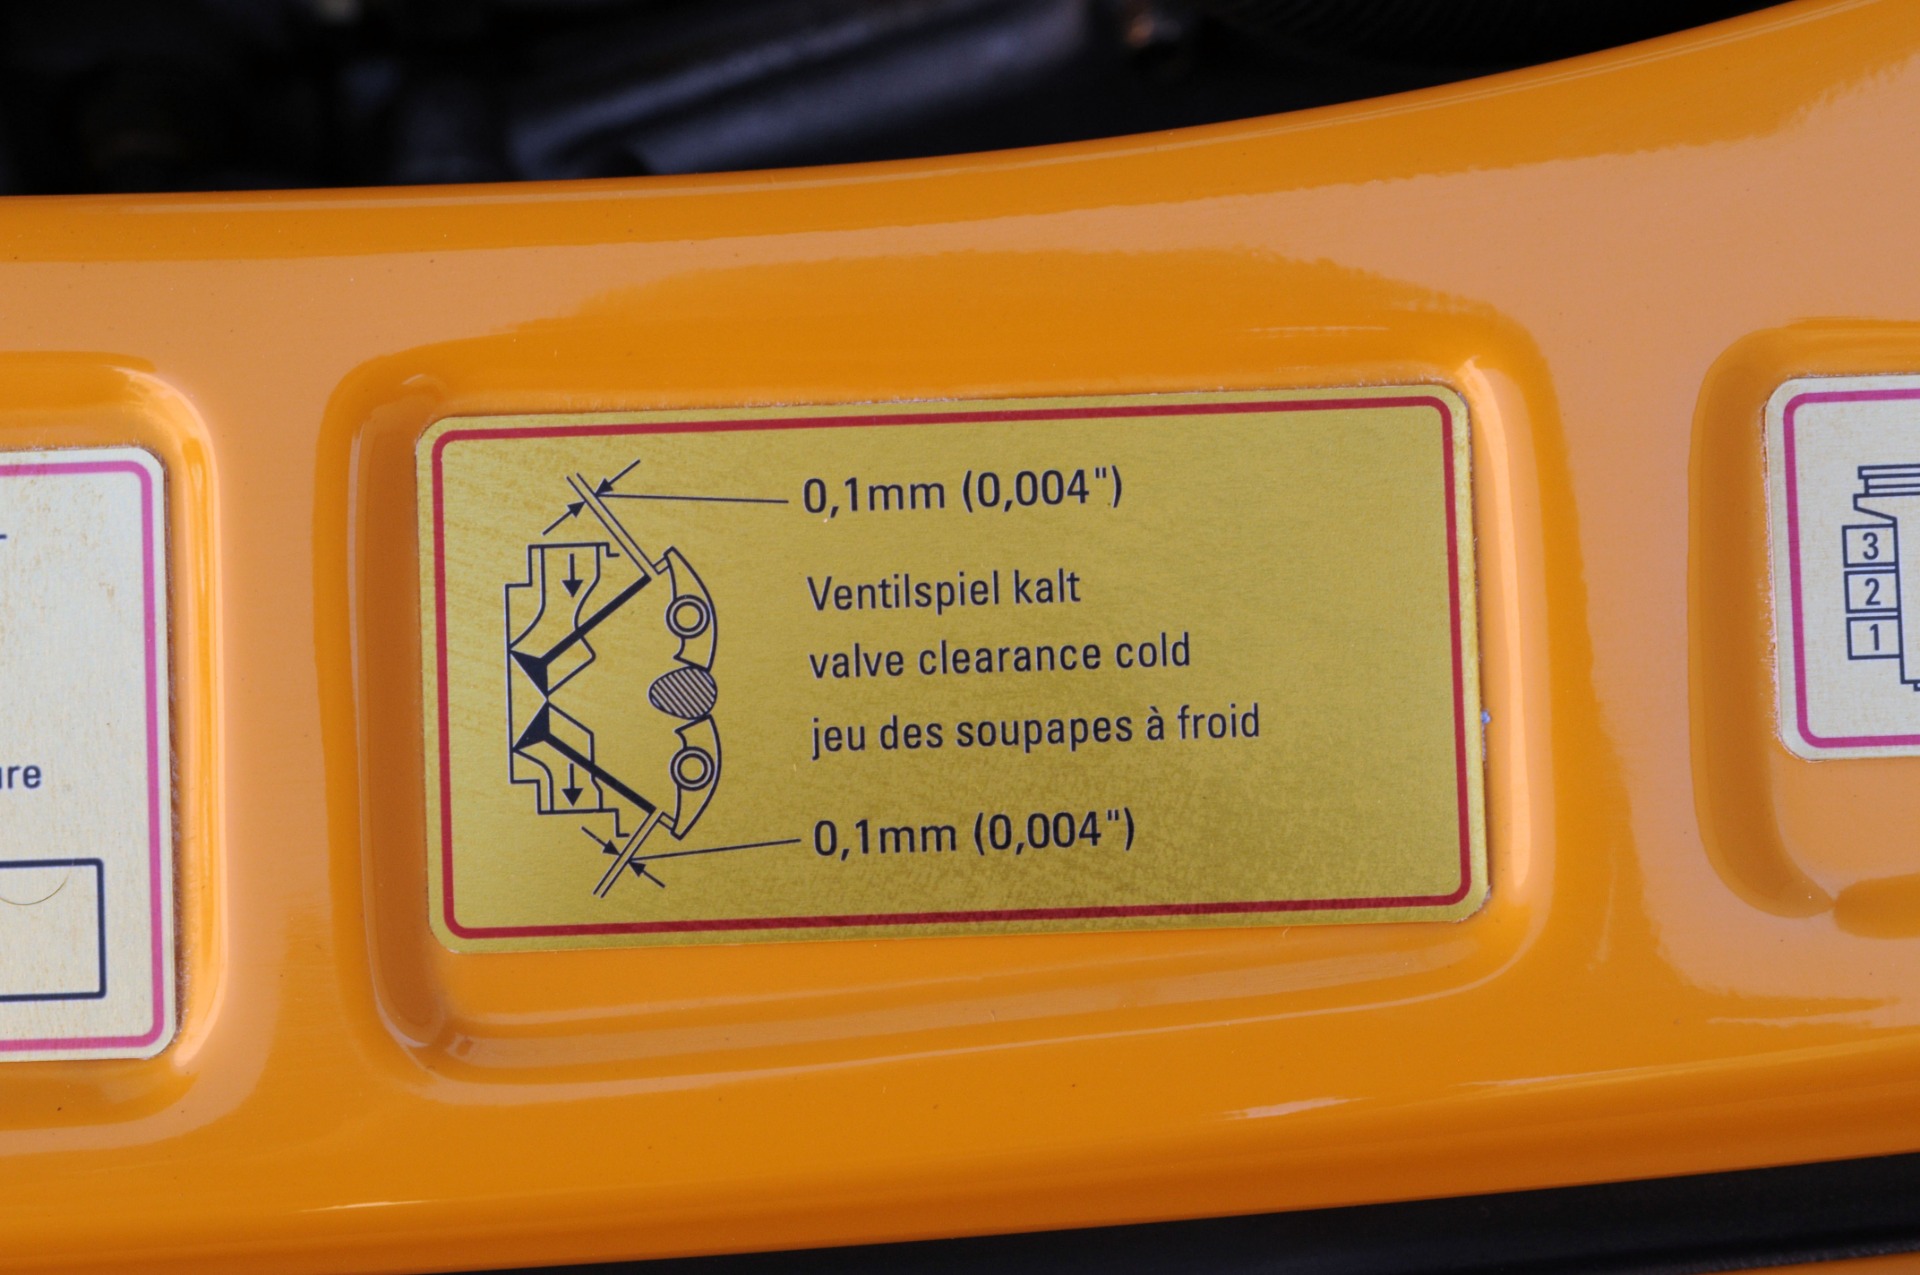 0,1mm (0,004")
Ventilspiel kalt
valve clearance cold
jeu des soupapes à froid
0,1mm (0,004")
3
2
1